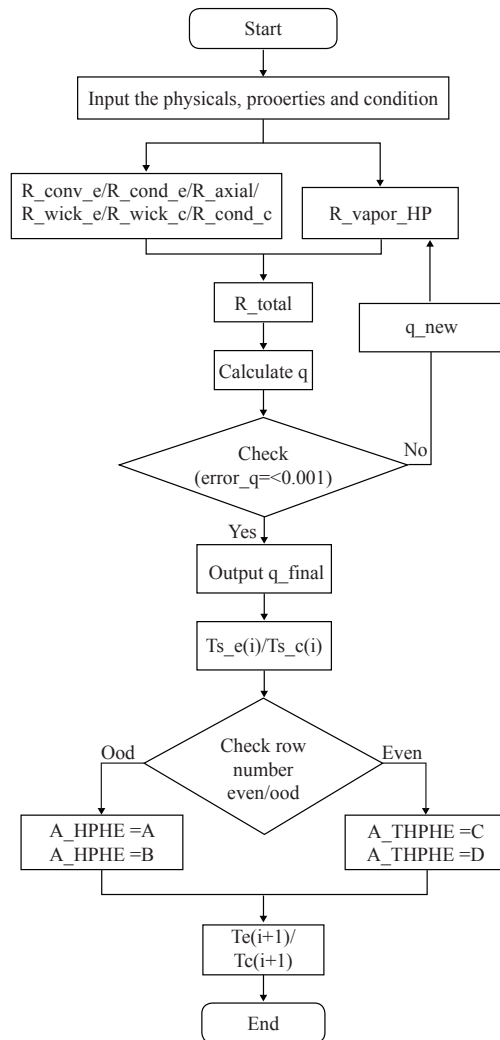 Start
Input the physicals, prooerties and condition
R_conv_e/R_cond_e/R_axial/
R_wick_e/R_wick_c/R_cond_c
R_vapor_HP
R_total
q_new
Calculate q
Check
(error_q=<0.001)
No
Yes
Output q_final
Ts_e(i)/Ts_c(i)
Check row
number
even/ood
Ood
Even
A_HPHE =A
A_HPHE =B
A_THPHE =C
A_THPHE =D
Te(i+1)/
Tc(i+1)
End